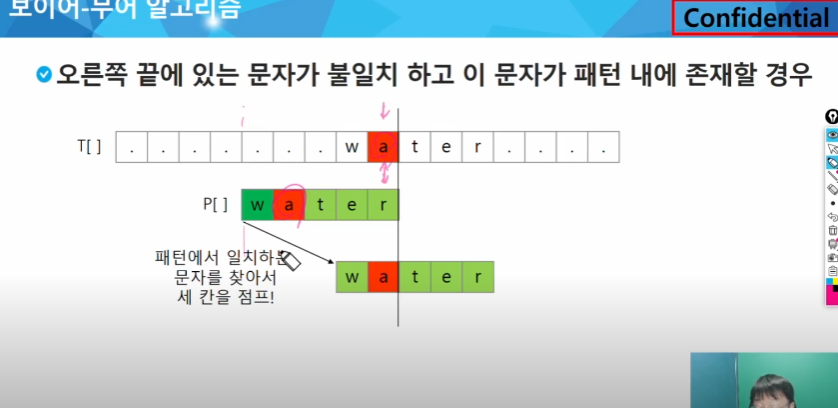 보이어-무어 알고리즘
Confidential
오른쪽 끝에 있는 문자가 불일치 하고 이 문자가 패턴 내에 존재할 경우
T[ ] . . . . . . . w a t e r . . . .
P[ ] w a t e r
패턴에서 일치하는
문자를 찾아서
세 칸을 점프!
w a t e r